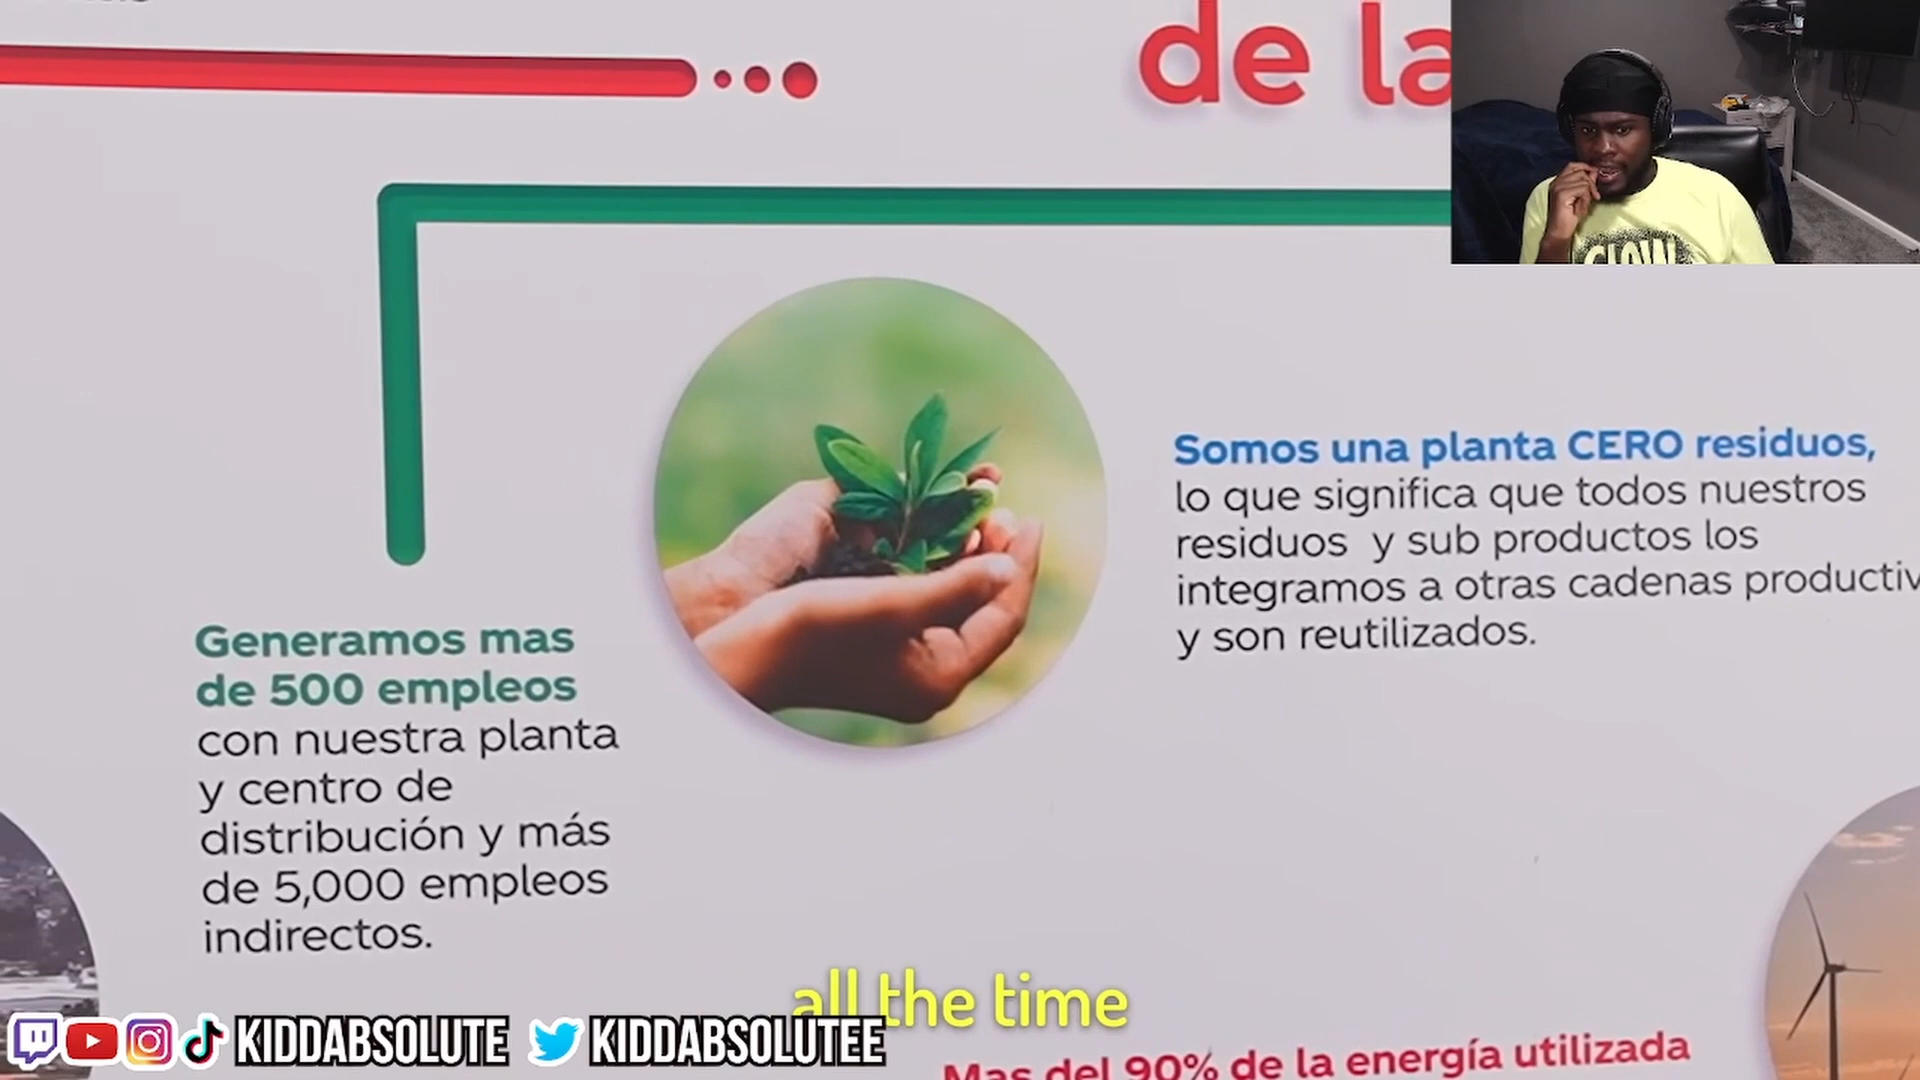 de la
Somos una planta CERO residuos,
lo que significa que todos nuestros
residuos y sub productos los
integramos a otras cadenas
y son reutilizados.
Generamos mas
de 500 empleos
con nuestra planta
y centro de
distribución y más
de 5,000 empleos
indirectos.
all the time
KIDDABSOLUTE KIDDABSOLUTEE
Mas del 90% de la energía utilizada